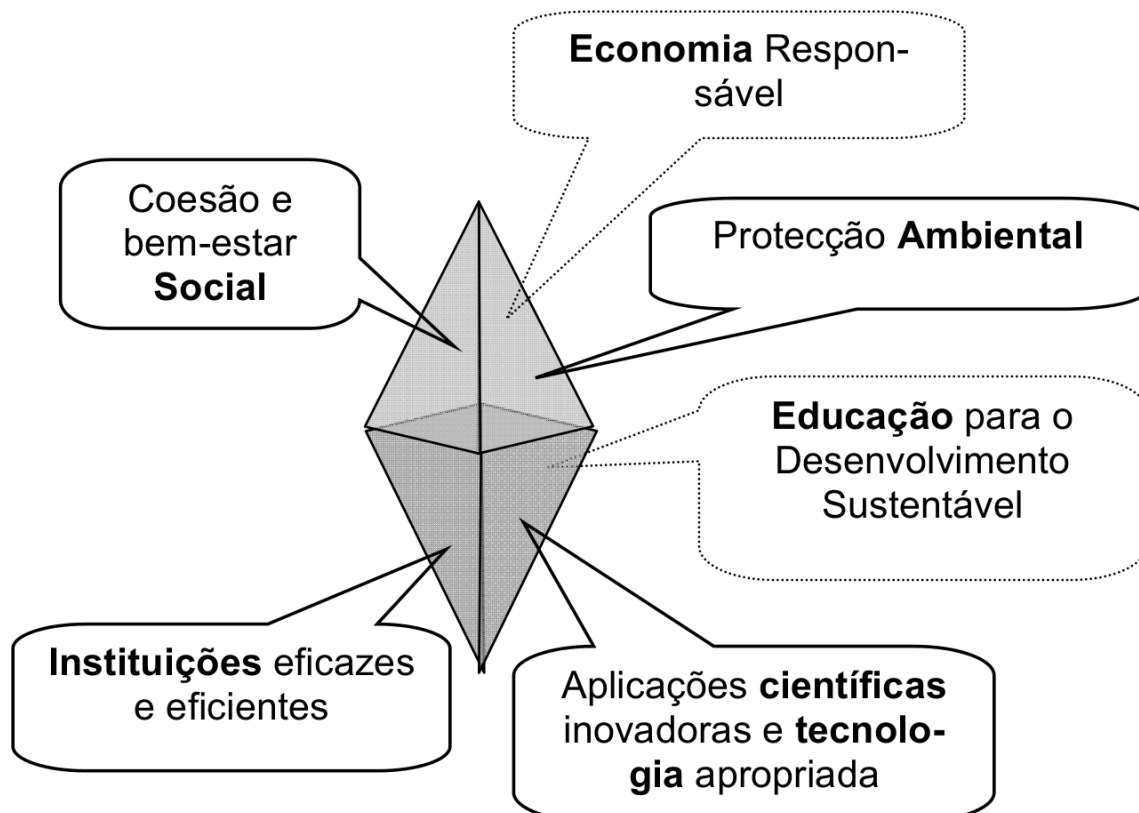 Economia Respon-
sável
Coesão e
bem-estar
Social
Protecção Ambiental
Educação para o
Desenvolvimento
Sustentável
Instituições eficazes
e eficientes
Aplicações científicas
inovadoras e tecnolo-
gia apropriada